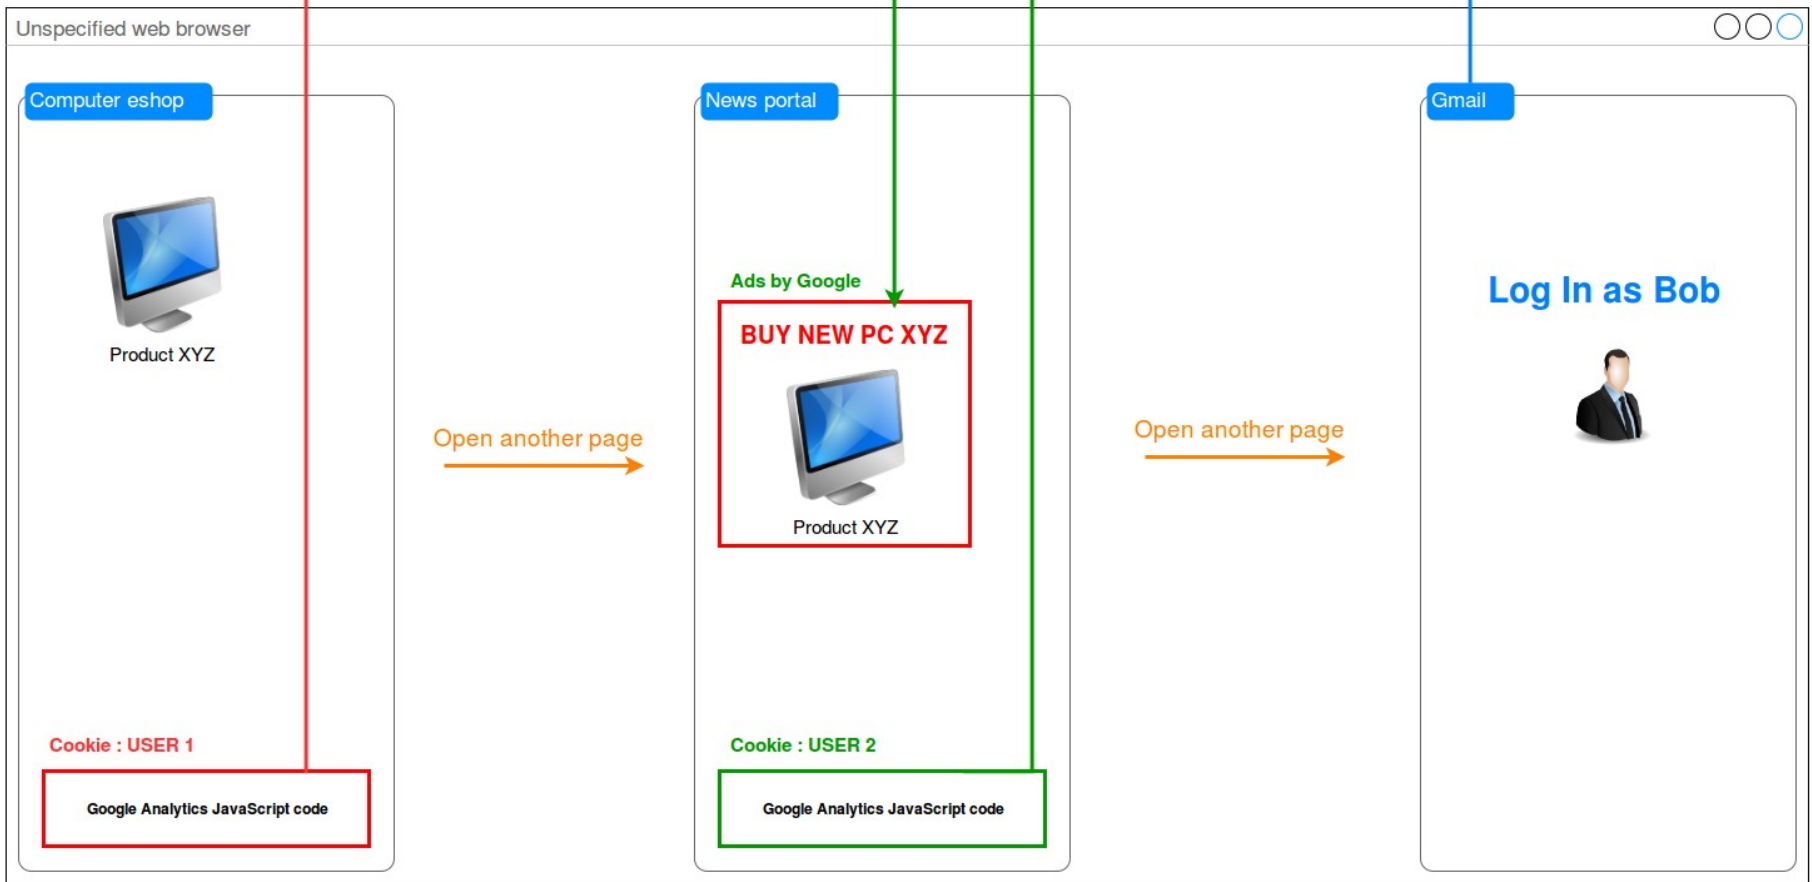 Unspecified web browser
Computer eshop
Product XYZ
Cookie : USER 1
Google Analytics JavaScript code
Open another page
News portal
Ads by Google
BUY NEW PC XYZ
Product XYZ
Cookie : USER 2
Google Analytics JavaScript code
Open another page
Gmail
Log In as Bob